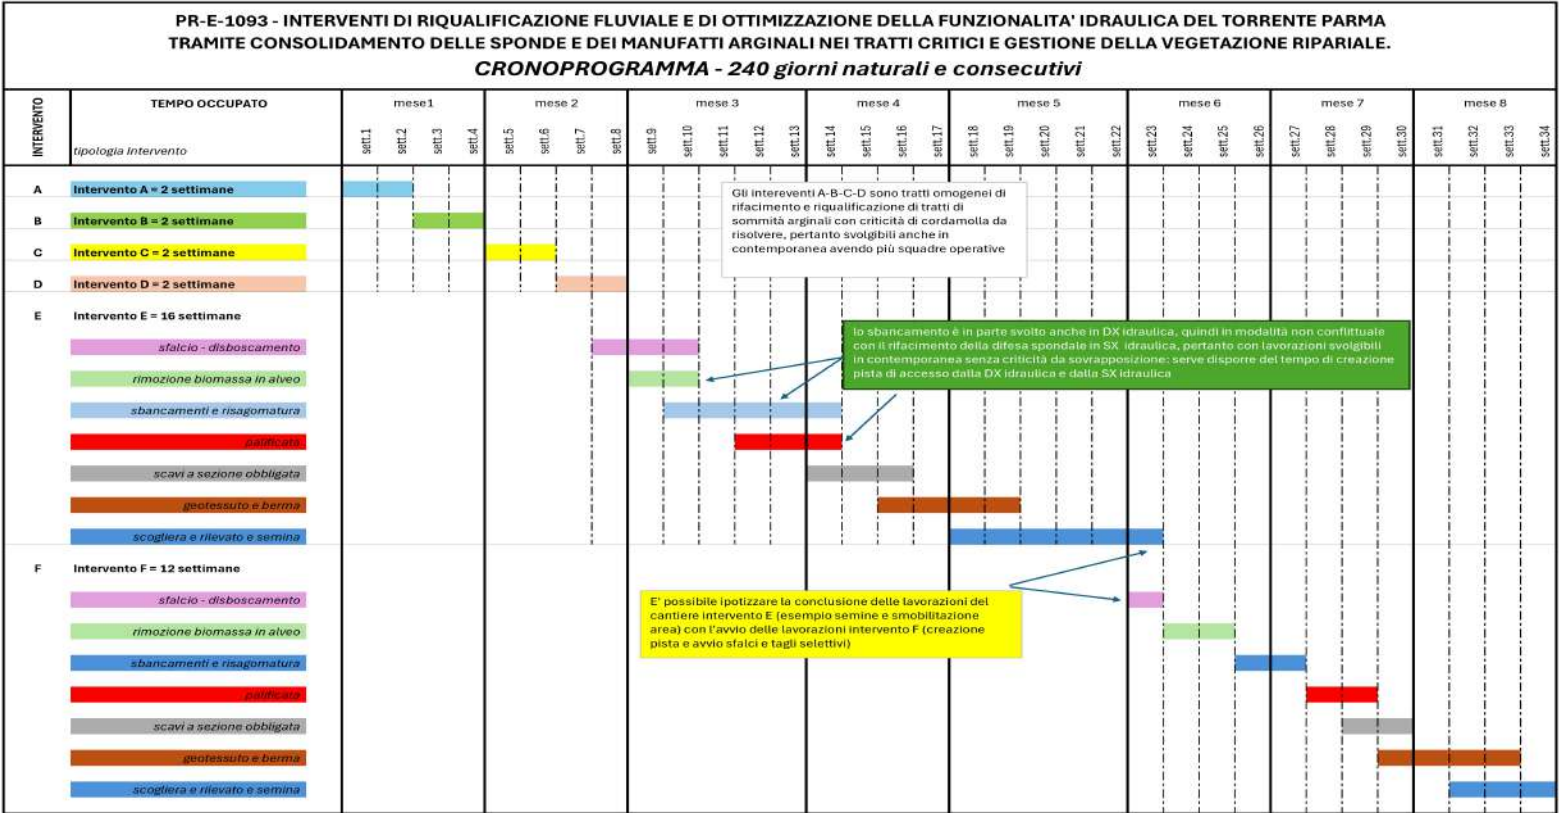 PR-E-1093 - INTERVENTI DI RIQUALIFICAZIONE FLUVIALE E DI OTTIMIZZAZIONE DELLA FUNZIONALITA' IDRAULICA DEL TORRENTE PARMA
TRAMITE CONSOLIDAMENTO DELLE SPONDE E DEI MANUFATTI ARGINALI NEI TRATTI CRITICI E GESTIONE DELLA VEGETAZIONE RIPARIALE.
CRONOPROGRAMMA - 240 giorni naturali e consecutivi
INTERVENTO
TEMPO OCCUPATO
tipologia Intervento
mese1
mese 2
mese 3
mese 4
mese 5
mese 6
mese 7
mese 8
sett.1
sett.2
sett.3
sett.4
sett.5
sett.6
sett.7
sett.8
sett.9
sett.10
sett.11
sett.12
sett.13
sett.14
sett.15
sett.16
sett.17
sett.18
sett.19
sett.20
sett.21
sett.22
sett.23
sett.24
sett.25
sett.26
sett.27
sett.28
sett.29
sett.30
sett.31
sett.32
sett.33
sett.34
A Intervento A = 2 settimane
B Intervento B = 2 settimane
C Intervento C = 2 settimane
D Intervento D = 2 settimane
Gli intereventi A-B-C-D sono tratti omogenei di
rifacimento e riqualificazione di tratti di
sommità arginali con criticità di cordamolla da
risolvere, pertanto svolgibili anche in
contemporanea avendo più squadre operative
E Intervento E = 16 settimane
sfalcio - disboscamento
rimozione biomassa in alveo
sbancamenti e risagomatura
palificata
scavi a sezione obbligata
geotessuto e berma
scogliera e rilevato e semina
lo sbancamento è in parte svolto anche in DX idraulica, quindi in modalità non conflittuale
con il rifacimento della difesa spondale in SX idraulica, pertanto con lavorazioni svolgibili
in contemporanea senza criticità da sovrapposizione: serve disporre del tempo di creazione
pista di accesso dalla DX idraulica e dalla SX idraulica
F Intervento F = 12 settimane
sfalcio - disboscamento
rimozione biomassa in alveo
sbancamenti e risagomatura
palificata
scavi a sezione obbligata
geotessuto e berma
scogliera e rilevato e semina
E' possibile ipotizzare la conclusione delle lavorazioni del
cantiere intervento E (esempio semine e smobilitazione
area) con l'avvio delle lavorazioni intervento F (creazione
pista e avvio sfalci e tagli selettivi)